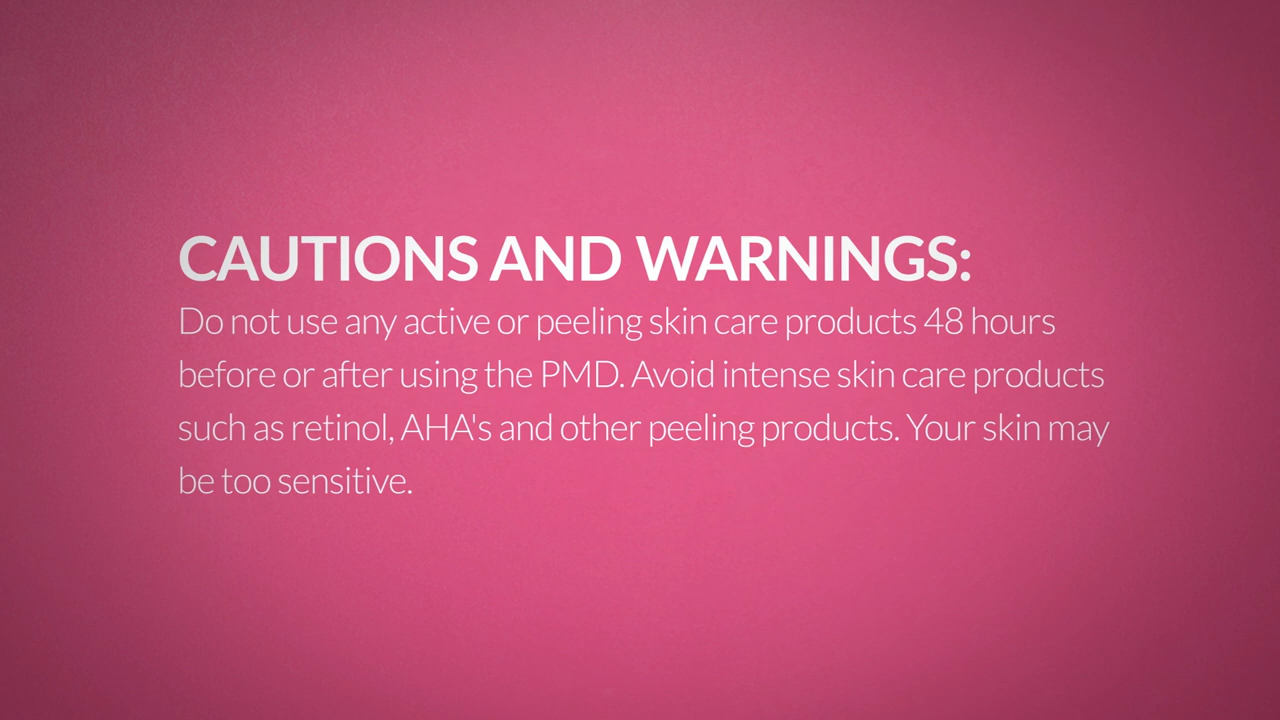 CAUTIONS AND WARNINGS:
Do not use any active or peeling skin care products 48 hours
before or after using the PMD. Avoid intense skin care products
such as retinol, AHA's and other peeling products. Your skin may
be too sensitive.